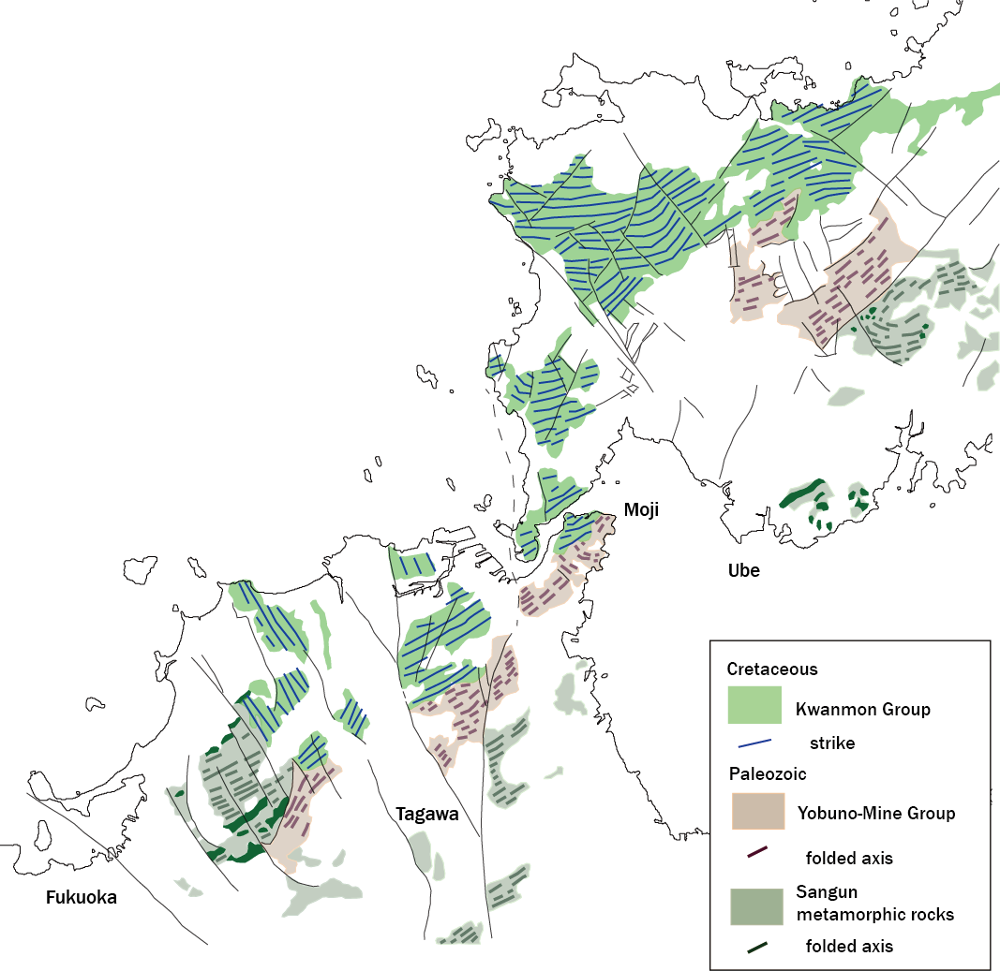 Moji
Ube
Tagawa
Fukuoka
Cretaceous
Kwanmon Group
strike
Paleozoic
Yobuno-Mine Group
folded axis
Sangun
metamorphic rocks
folded axis